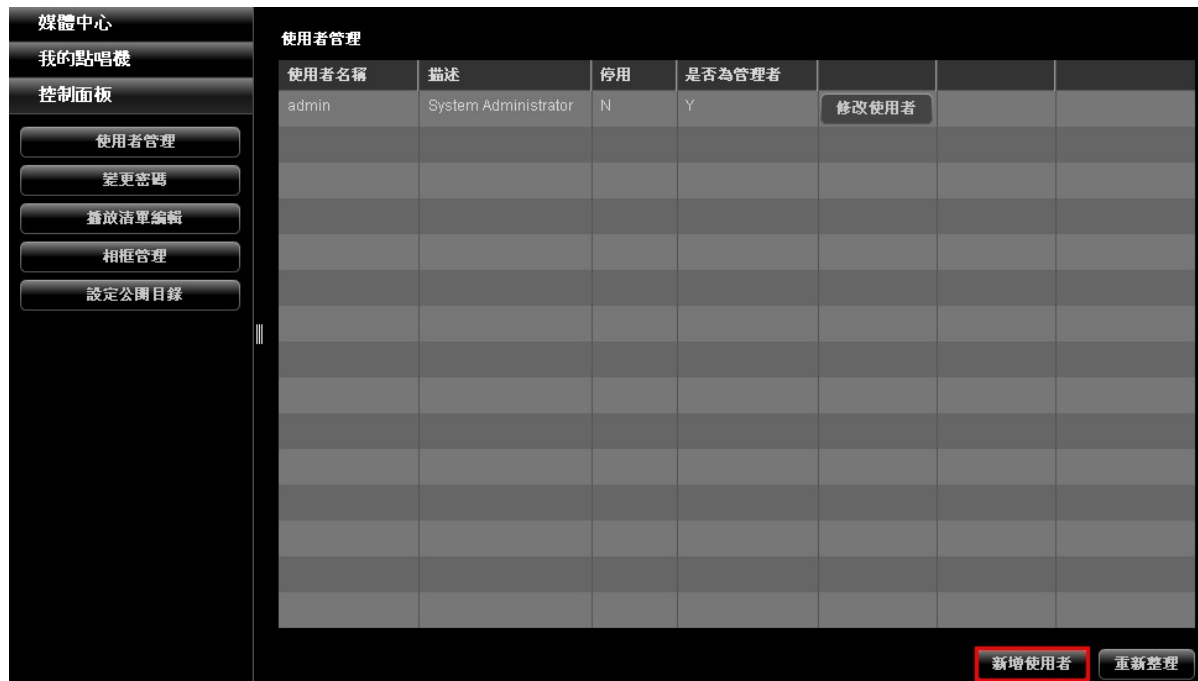 媒體中心
我的點唱機
控制面板
使用者管理
變更密碼
播放清單編輯
相框管理
設定公開目錄
使用者管理
使用者名稱 描述 停用 是否為管理者
admin System Administrator N Y 修改使用者
新增使用者 重新整理